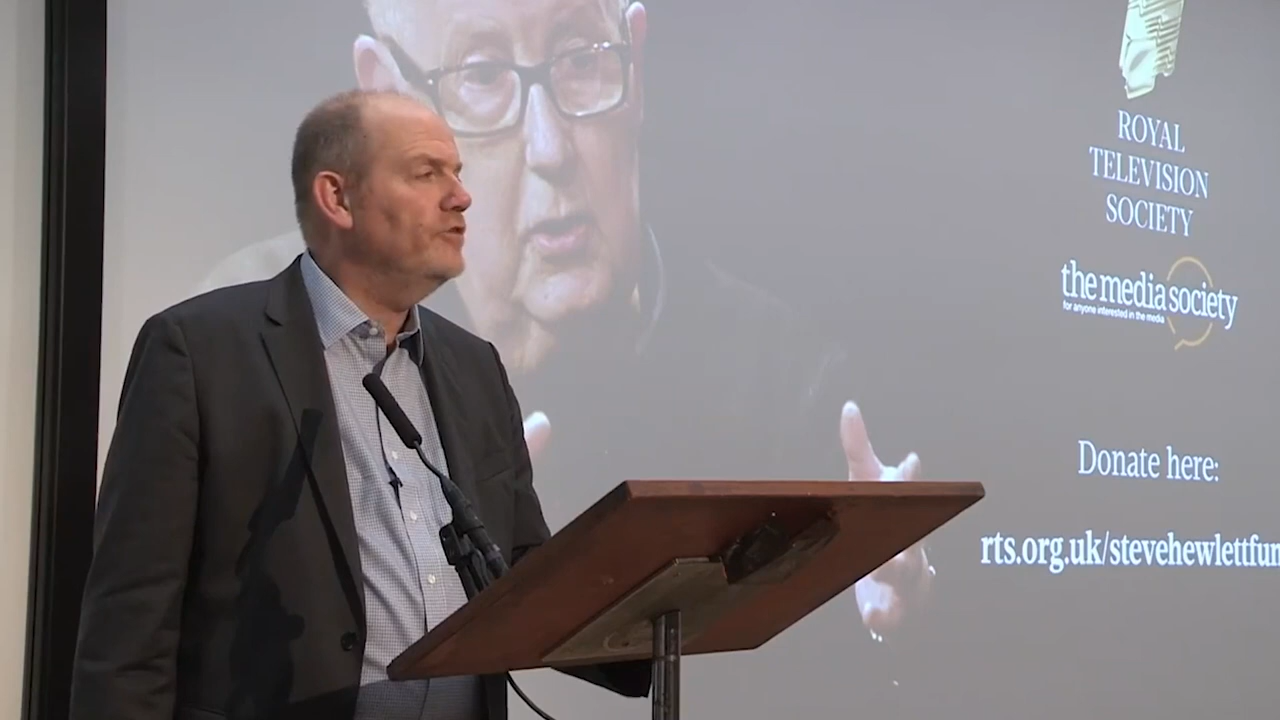 ROYAL
TELEVISION
SOCIETY
the media society
for anyone interested in the media
Donate here:
rts.org.uk/stevehewlettfun